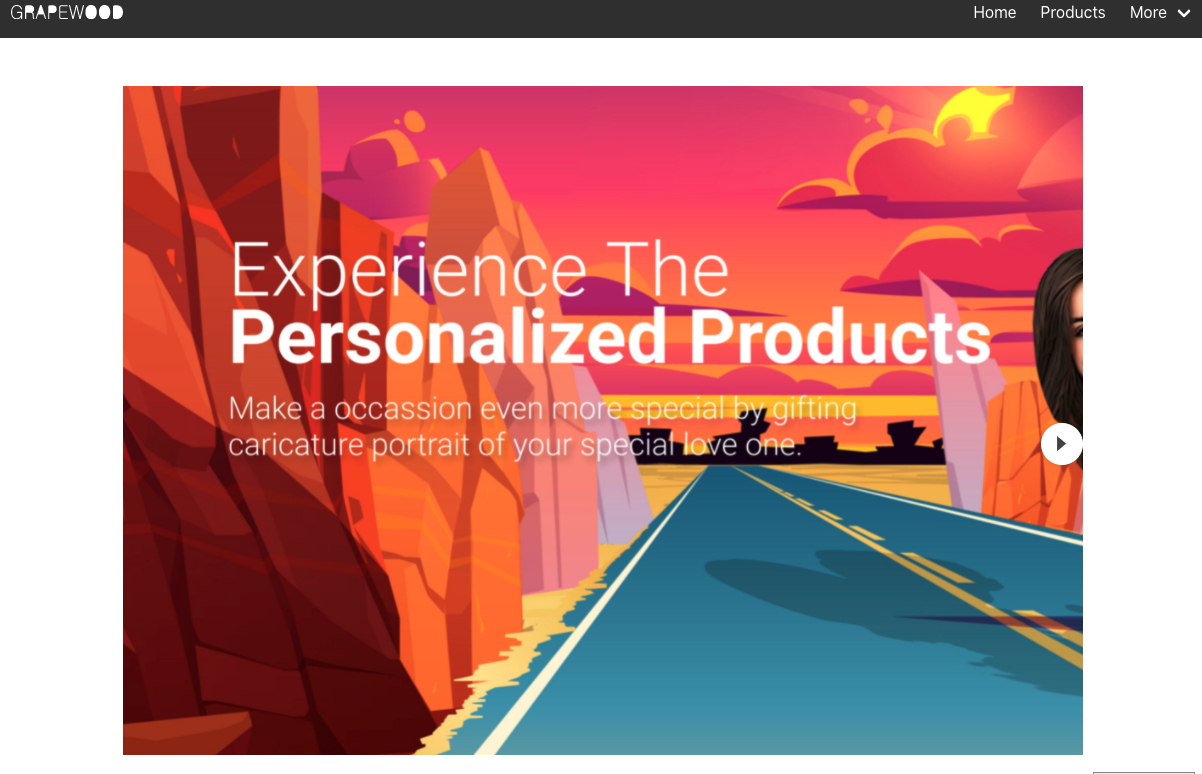 GRAPEWOOD
Home Products More
Experience The
Personalized Products
Make a occassion even more special by gifting
caricature portrait of your special love one.